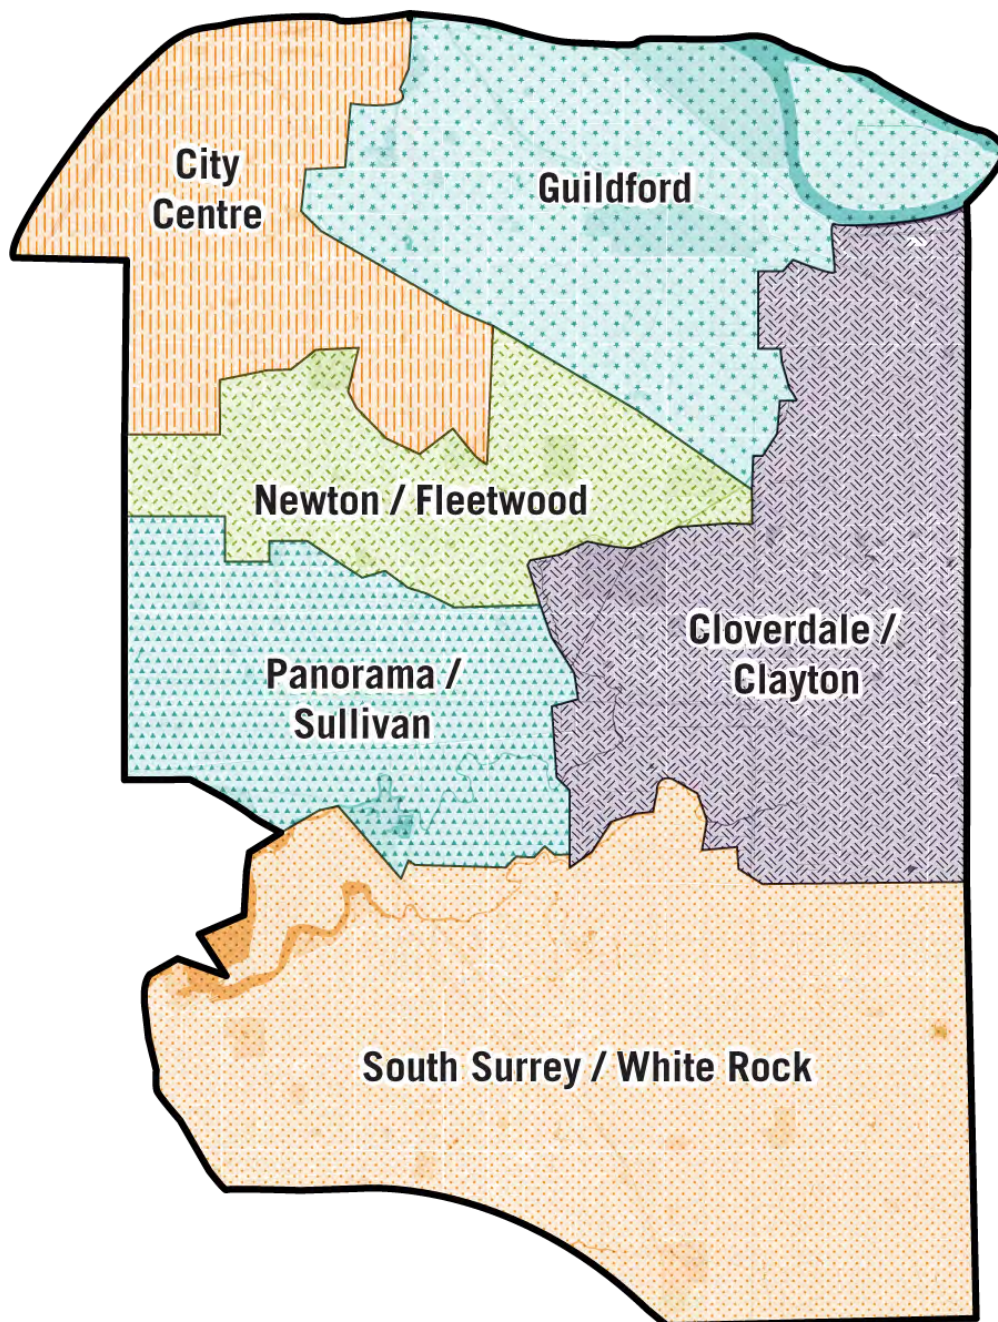 City
Centre
Guildford
Newton / Fleetwood
Cloverdale /
Clayton
Panorama /
Sullivan
South Surrey / White Rock